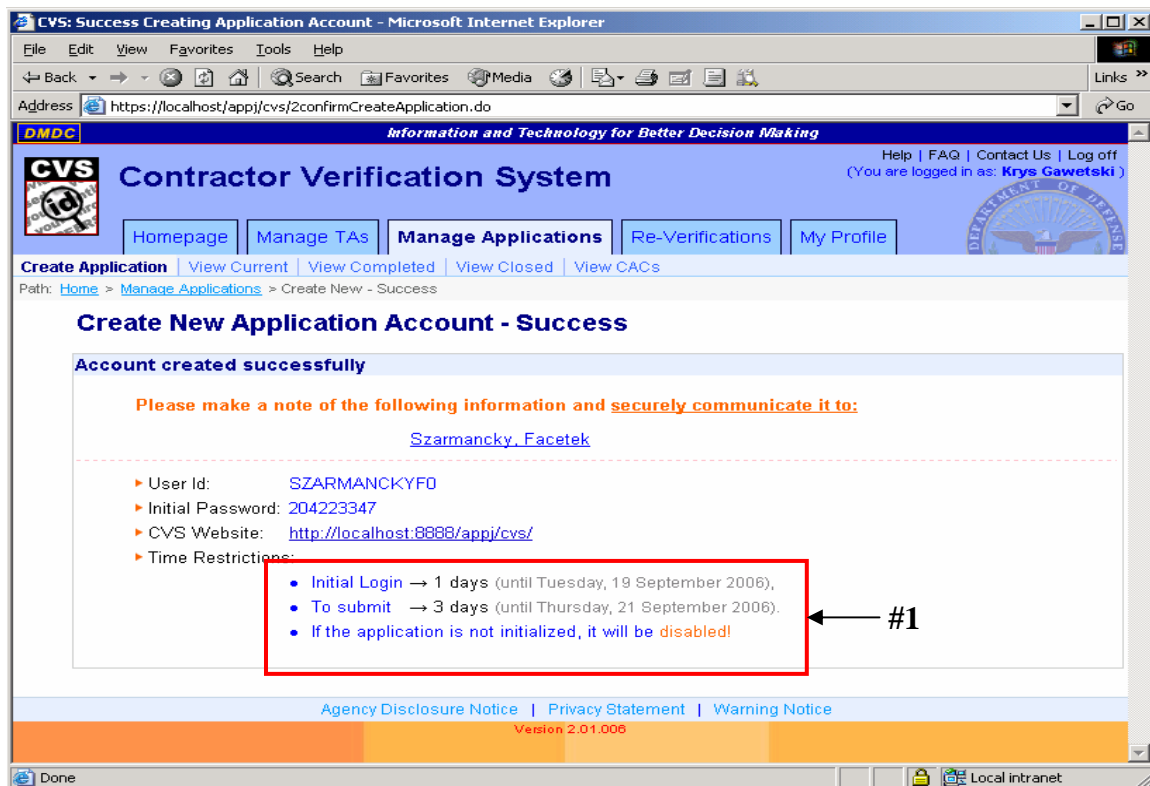 CVS: Success Creating Application Account - Microsoft Internet Explorer
File Edit View Favorites Tools Help
Back Search Favorites Media Links »
Address https://localhost/appj/cvs/2confirmCreateApplication.do Go
DMDC Information and Technology for Better Decision Making
Help | FAQ | Contact Us | Log off
(You are logged in as: Krys Gawetski )
CVS
id
Contractor Verification System
DEPARTMENT OF DEFENSE
Homepage Manage TAs Manage Applications Re-Verifications My Profile
Create Application | View Current | View Completed | View Closed | View CACs
Path: Home > Manage Applications > Create New - Success
Create New Application Account - Success
Account created successfully
Please make a note of the following information and securely communicate it to:
Szarmancky, Facetek
User Id: SZARMANCKYF0
Initial Password: 204223347
CVS Website: http://localhost:8888/appj/cvs/
Time Restrictions:
• Initial Login → 1 days (until Tuesday, 19 September 2006),
• To submit → 3 days (until Thursday, 21 September 2006).
• If the application is not initialized, it will be disabled!
#1
Agency Disclosure Notice | Privacy Statement | Warning Notice
Version 2.01.006
Done Local intranet